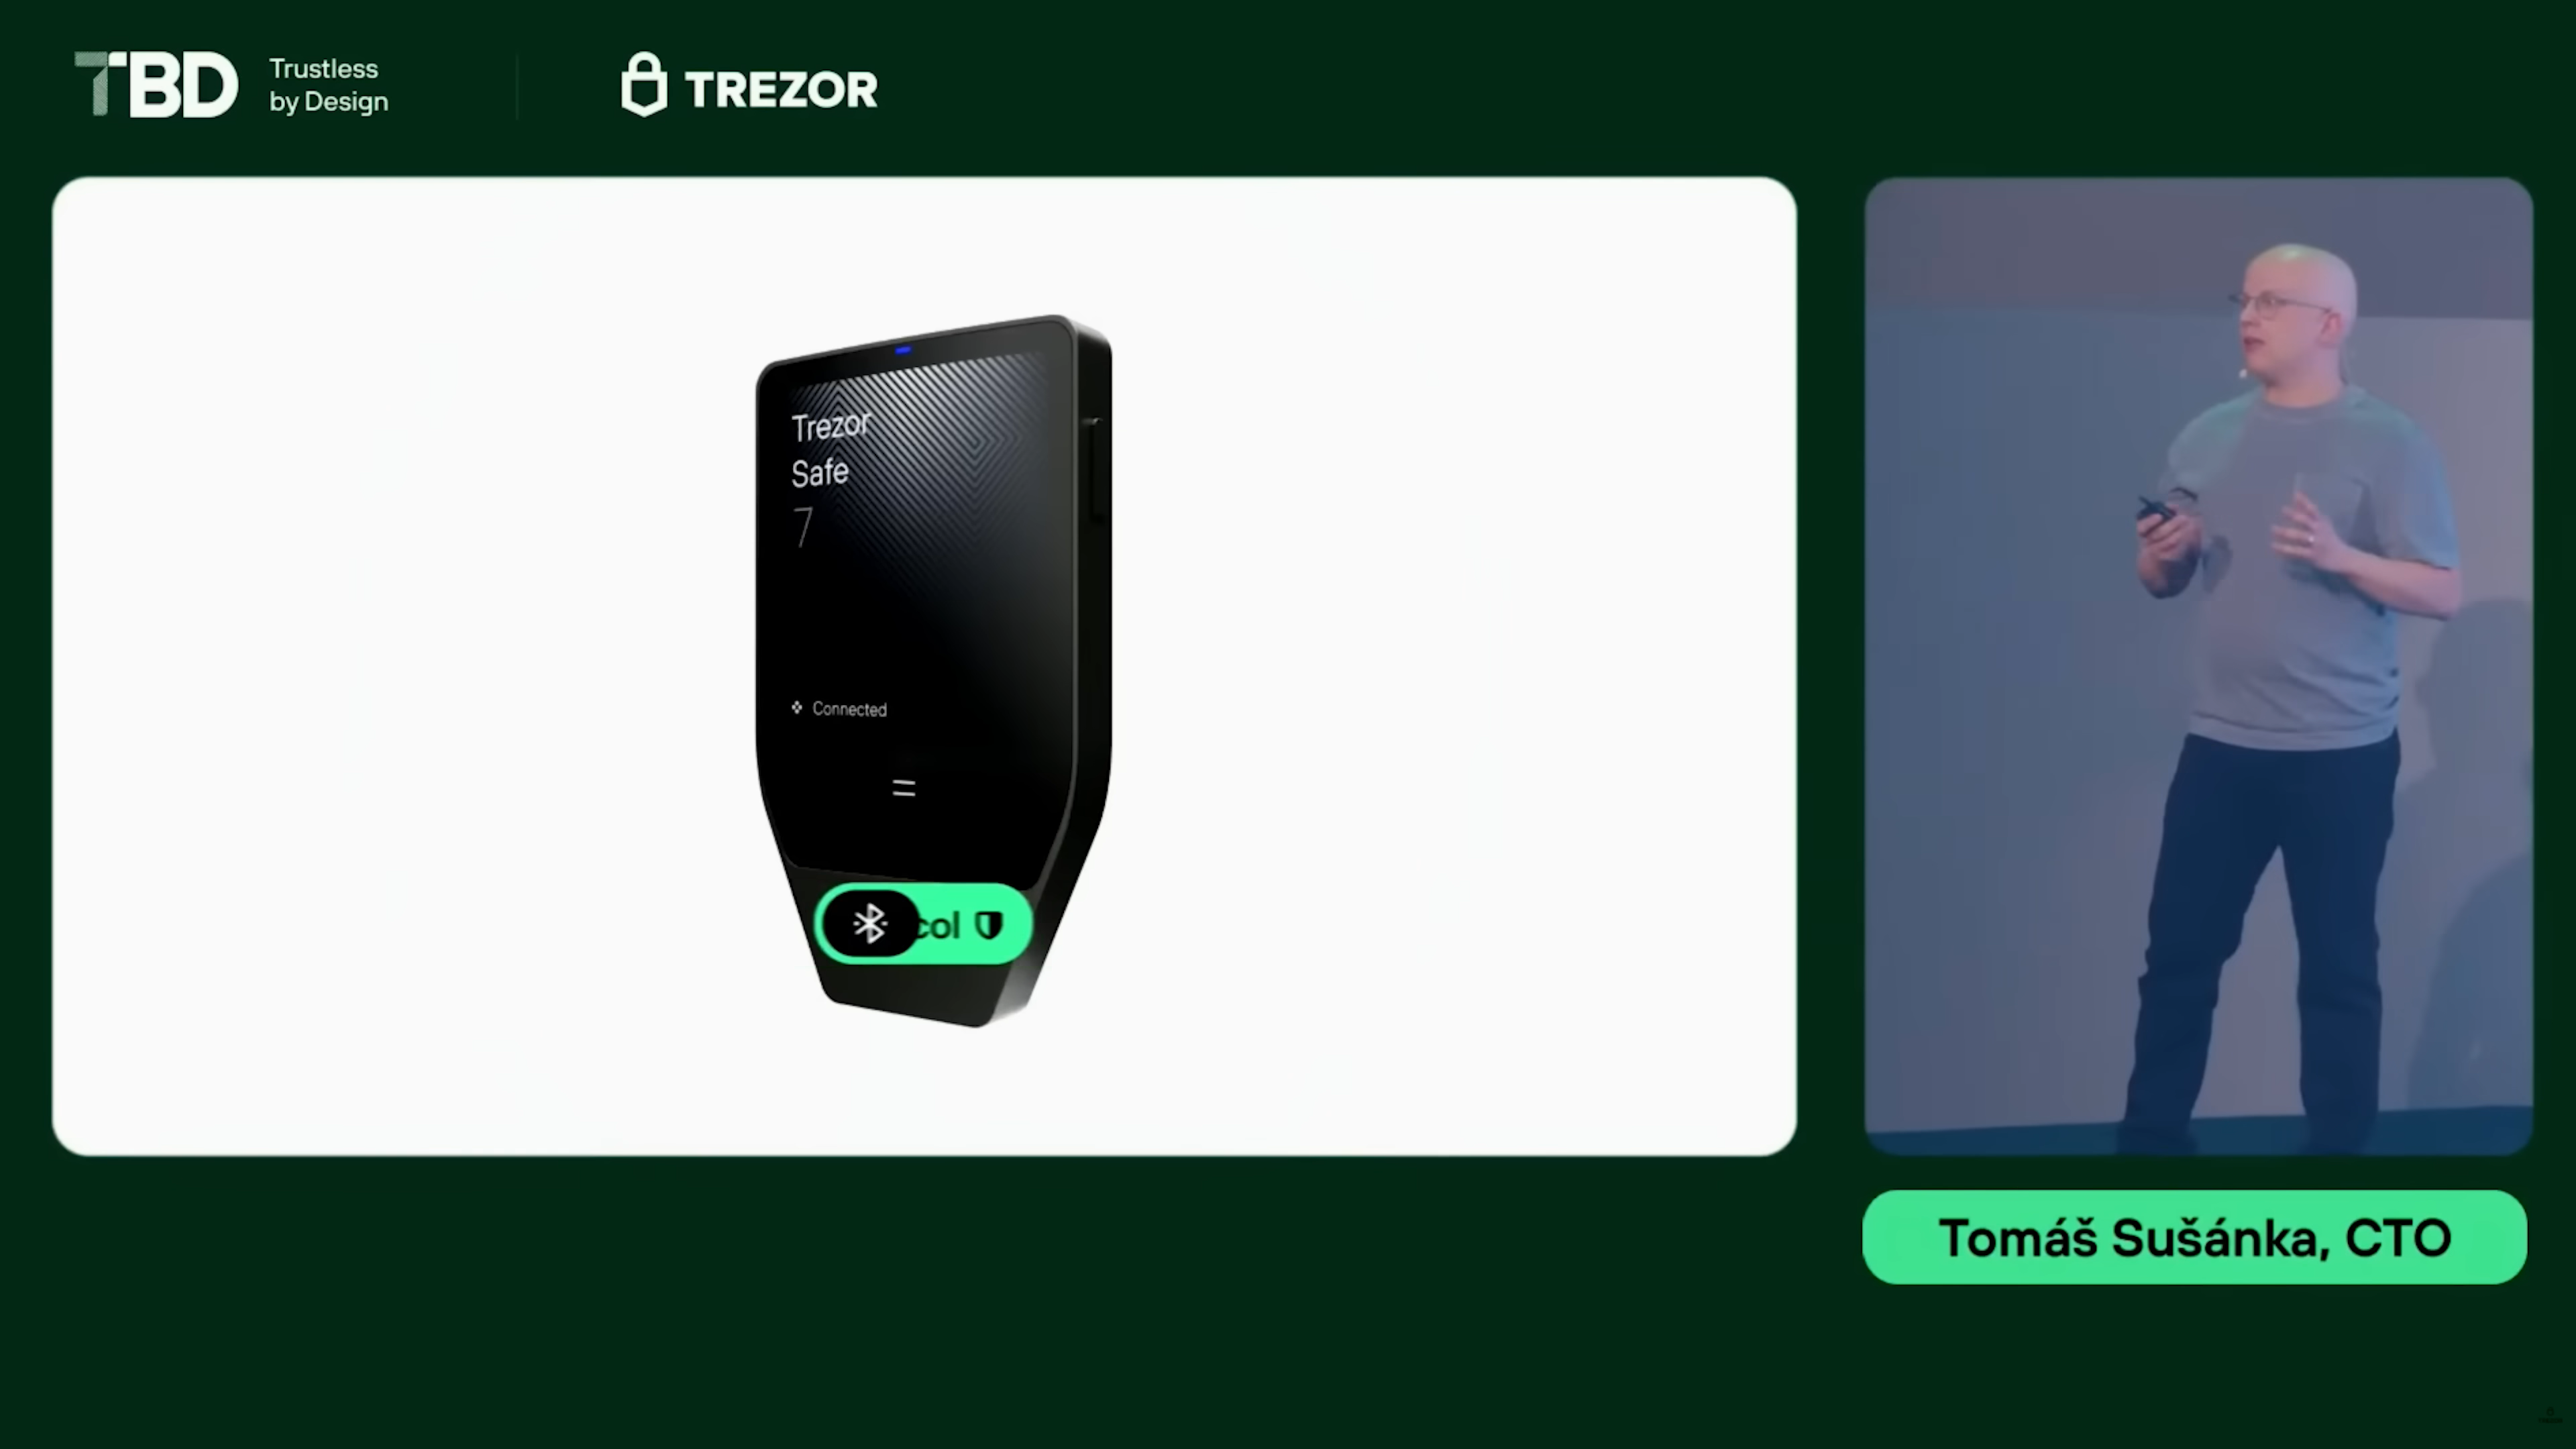 TBD
Trustless
by Design
TREZOR
Trezor
Safe
7
Connected
col
Tomáš Sušánka, CTO